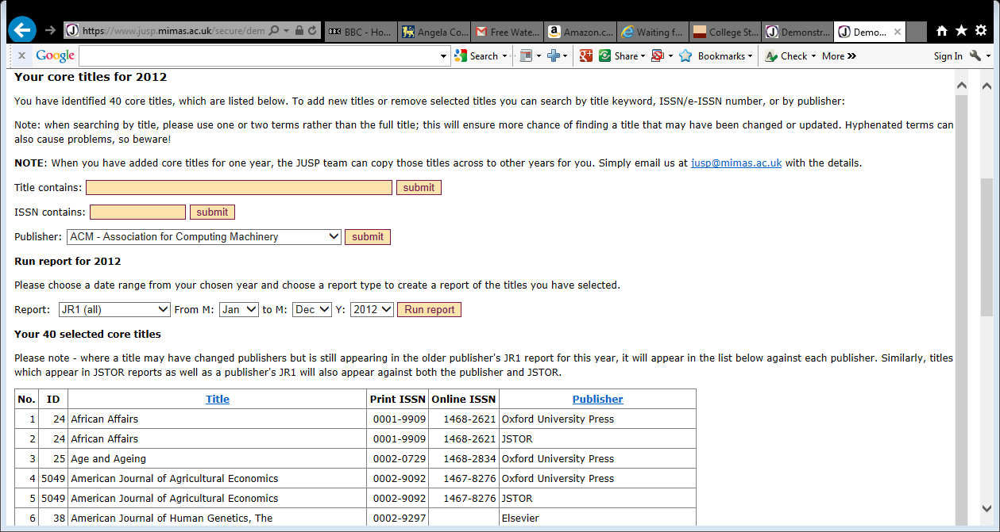 https://www.jusp.mimas.ac.uk/secure/dem
BBC - Ho...
Angela Co...
Free Wate...
Amazon.c...
Waiting f...
College St...
Demonstr...
Demo...
x Google Search Share Bookmarks Check More » Sign In
Your core titles for 2012
You have identified 40 core titles, which are listed below. To add new titles or remove selected titles you can search by title keyword, ISSN/e-ISSN number, or by publisher:
Note: when searching by title, please use one or two terms rather than the full title; this will ensure more chance of finding a title that may have been changed or updated. Hyphenated terms can
also cause problems, so beware!
NOTE: When you have added core titles for one year, the JUSP team can copy those titles across to other years for you. Simply email us at jusp@mimas.ac.uk with the details.
Title contains: submit
ISSN contains: submit
Publisher: ACM - Association for Computing Machinery submit
Run report for 2012
Please choose a date range from your chosen year and choose a report type to create a report of the titles you have selected.
Report: JR1 (all) From M: Jan to M: Dec Y: 2012 Run report
Your 40 selected core titles
Please note - where a title may have changed publishers but is still appearing in the older publisher's JR1 report for this year, it will appear in the list below against each publisher. Similarly, titles
which appear in JSTOR reports as well as a publisher's JR1 will also appear against both the publisher and JSTOR.
No. ID Title Print ISSN Online ISSN Publisher
1 24 African Affairs 0001-9909 1468-2621 Oxford University Press
2 24 African Affairs 0001-9909 1468-2621 JSTOR
3 25 Age and Ageing 0002-0729 1468-2834 Oxford University Press
4 5049 American Journal of Agricultural Economics 0002-9092 1467-8276 Oxford University Press
5 5049 American Journal of Agricultural Economics 0002-9092 1467-8276 JSTOR
6 38 American Journal of Human Genetics, The 0002-9297 Elsevier